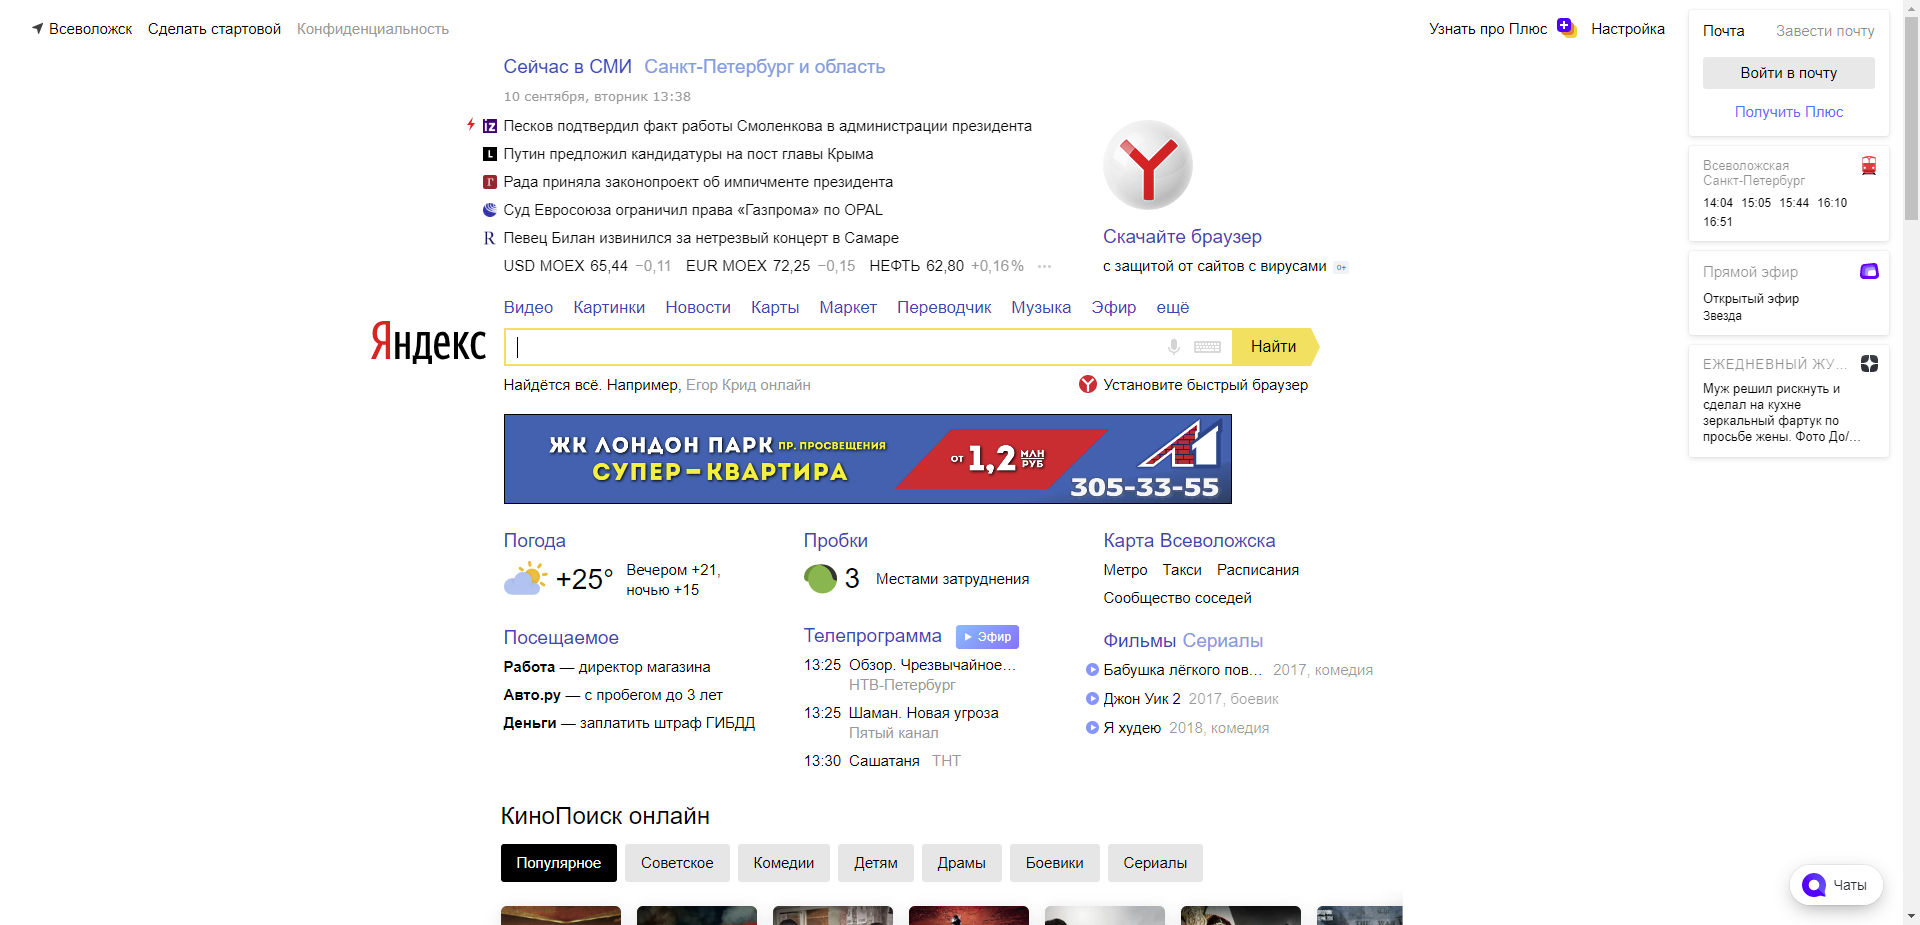 Всеволожск Сделать стартовой Конфиденциальность
Узнать про Плюс Настройка
Сейчас в СМИ Санкт-Петербург и область
10 сентября, вторник 13:38
Песков подтвердил факт работы Смоленкова в администрации президента
Путин предложил кандидатуры на пост главы Крыма
Рада приняла законопроект об импичменте президента
Суд Евросоюза ограничил права «Газпрома» по OPAL
Певец Билан извинился за нетрезвый концерт в Самаре
USD MOEX 65,44 −0,11 EUR MOEX 72,25 −0,15 НЕФТЬ 62,80 +0,16% ···
Скачайте браузер
с защитой от сайтов с вирусами 0+
Видео Картинки Новости Карты Маркет Переводчик Музыка Эфир ещё
Яндекс
Найти
Найдётся всё. Например, Егор Крид онлайн
Установите быстрый браузер
ЖК ЛОНДОН ПАРК ПР. ПРОСВЕЩЕНИЯ
СУПЕР–КВАРТИРА
ОТ 1,2 МЛН РУБ
305-33-55
Погода
+25°
Вечером +21,
ночью +15
Пробки
3 Местами затруднения
Карта Всеволожска
Метро Такси Расписания
Сообщество соседей
Посещаемое
Работа — директор магазина
Авто.ру — с пробегом до 3 лет
Деньги — заплатить штраф ГИБДД
Телепрограмма Эфир
13:25 Обзор. Чрезвычайное…
НТВ-Петербург
13:25 Шаман. Новая угроза
Пятый канал
13:30 Сашатаня ТНТ
Фильмы Сериалы
Бабушка лёгкого пов… 2017, комедия
Джон Уик 2 2017, боевик
Я худею 2018, комедия
КиноПоиск онлайн
Популярное Советское Комедии Детям Драмы Боевики Сериалы
Почта Завести почту
Войти в почту
Получить Плюс
Всеволожская
Санкт-Петербург
14:04 15:05 15:44 16:10
16:51
Прямой эфир
Открытый эфир
Звезда
ЕЖЕДНЕВНЫЙ ЖУ…
Муж решил рискнуть и
сделал на кухне
зеркальный фартук по
просьбе жены. Фото До/…
Чаты